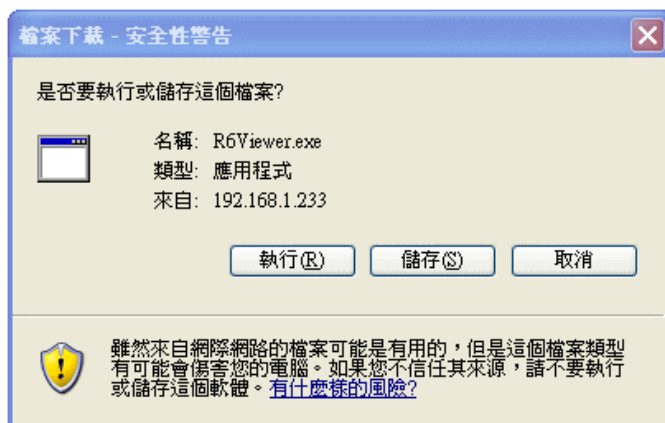 檔案下載 - 安全性警告
是否要執行或儲存這個檔案?
名稱: R6Viewer.exe
類型: 應用程式
來自: 192.168.1.233
執行(R) 儲存(S) 取消
雖然來自網際網路的檔案可能是有用的，但是這個檔案類型
有可能會傷害您的電腦。如果您不信任其來源，請不要執行
或儲存這個軟體。有什麼樣的風險?